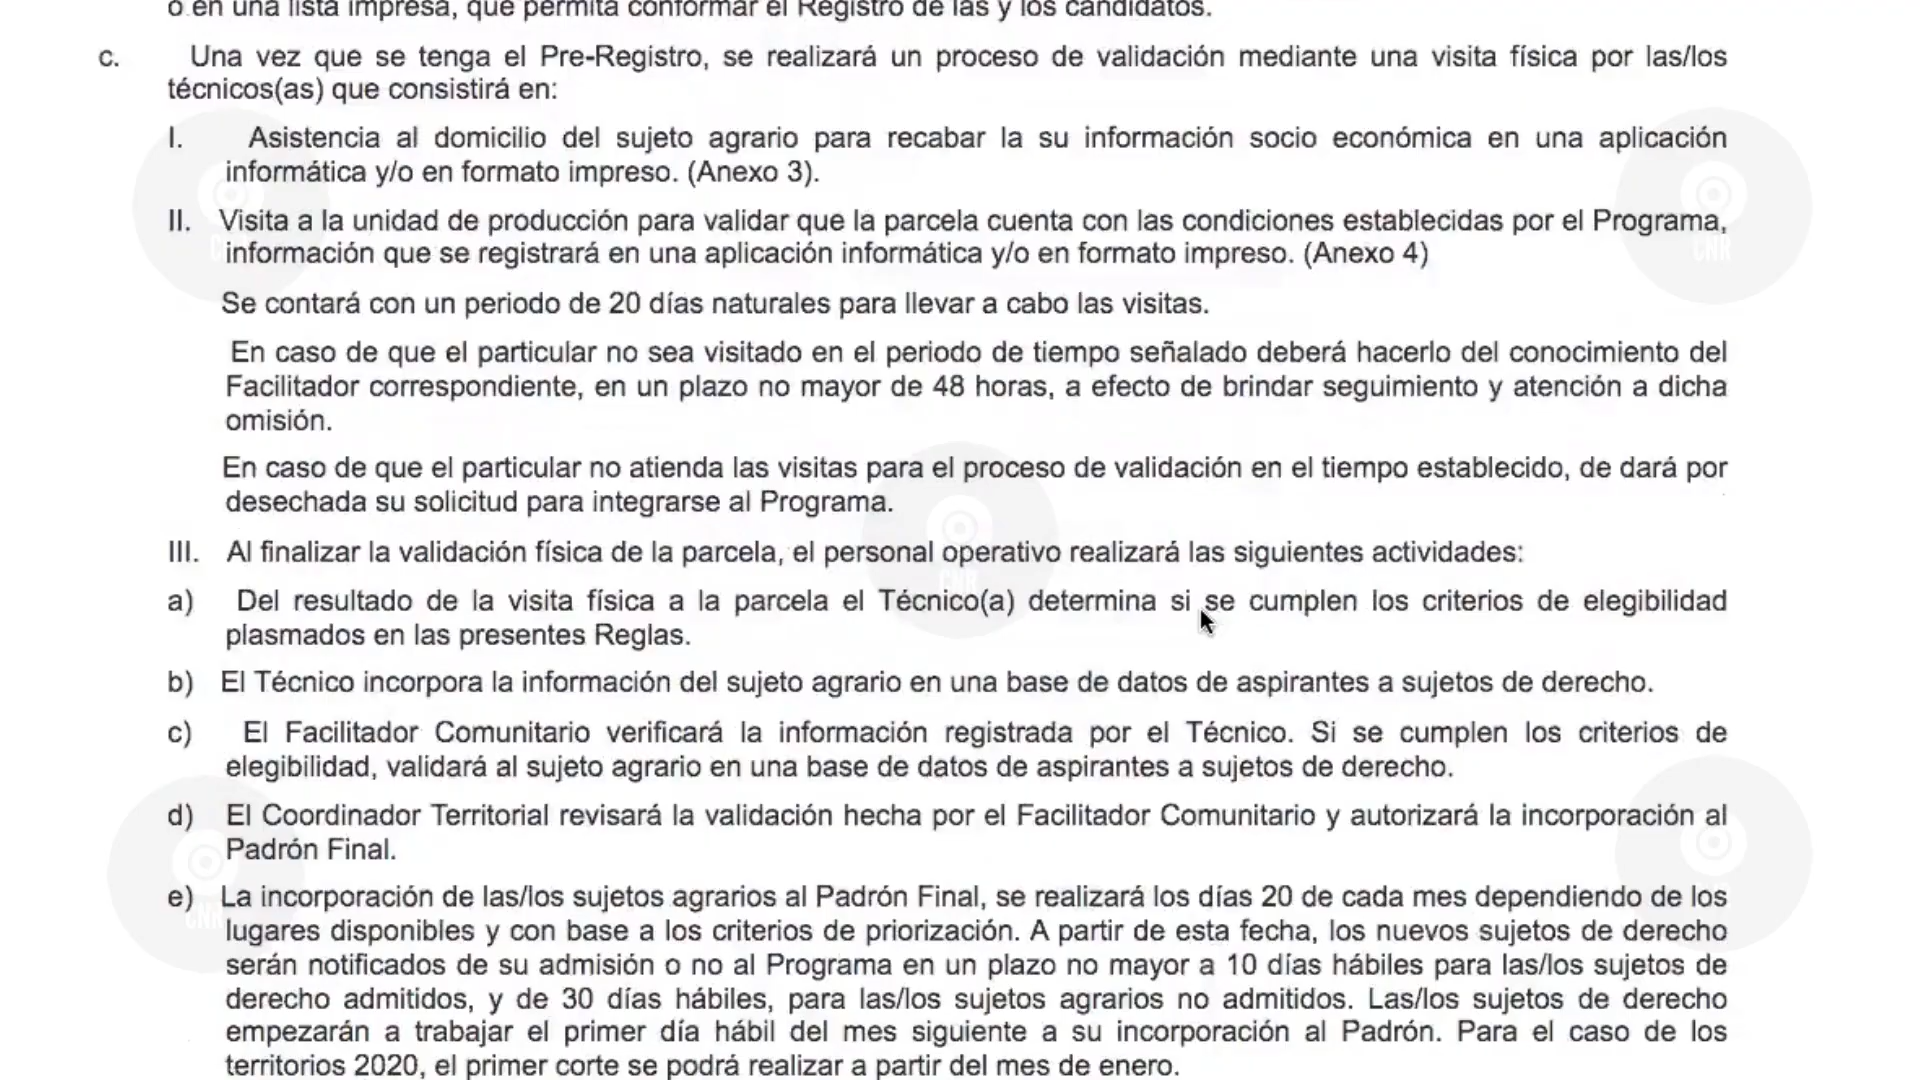 o en una lista impresa, que permita conformar el Registro de las y los candidatos.
c. Una vez que se tenga el Pre-Registro, se realizará un proceso de validación mediante una visita física por las/los
técnicos(as) que consistirá en:
I. Asistencia al domicilio del sujeto agrario para recabar la su información socio económica en una aplicación
informática y/o en formato impreso. (Anexo 3).
II. Visita a la unidad de producción para validar que la parcela cuenta con las condiciones establecidas por el Programa,
información que se registrará en una aplicación informática y/o en formato impreso. (Anexo 4)
Se contará con un periodo de 20 días naturales para llevar a cabo las visitas.
En caso de que el particular no sea visitado en el periodo de tiempo señalado deberá hacerlo del conocimiento del
Facilitador correspondiente, en un plazo no mayor de 48 horas, a efecto de brindar seguimiento y atención a dicha
omisión.
En caso de que el particular no atienda las visitas para el proceso de validación en el tiempo establecido, de dará por
desechada su solicitud para integrarse al Programa.
III. Al finalizar la validación física de la parcela, el personal operativo realizará las siguientes actividades:
a) Del resultado de la visita física a la parcela el Técnico(a) determina si se cumplen los criterios de elegibilidad
plasmados en las presentes Reglas.
b) El Técnico incorpora la información del sujeto agrario en una base de datos de aspirantes a sujetos de derecho.
c) El Facilitador Comunitario verificará la información registrada por el Técnico. Si se cumplen los criterios de
elegibilidad, validará al sujeto agrario en una base de datos de aspirantes a sujetos de derecho.
d) El Coordinador Territorial revisará la validación hecha por el Facilitador Comunitario y autorizará la incorporación al
Padrón Final.
e) La incorporación de las/los sujetos agrarios al Padrón Final, se realizará los días 20 de cada mes dependiendo de los
lugares disponibles y con base a los criterios de priorización. A partir de esta fecha, los nuevos sujetos de derecho
serán notificados de su admisión o no al Programa en un plazo no mayor a 10 días hábiles para las/los sujetos de
derecho admitidos, y de 30 días hábiles, para las/los sujetos agrarios no admitidos. Las/los sujetos de derecho
empezarán a trabajar el primer día hábil del mes siguiente a su incorporación al Padrón. Para el caso de los
territorios 2020, el primer corte se podrá realizar a partir del mes de enero.
CNR
CNR
CNR
CNR